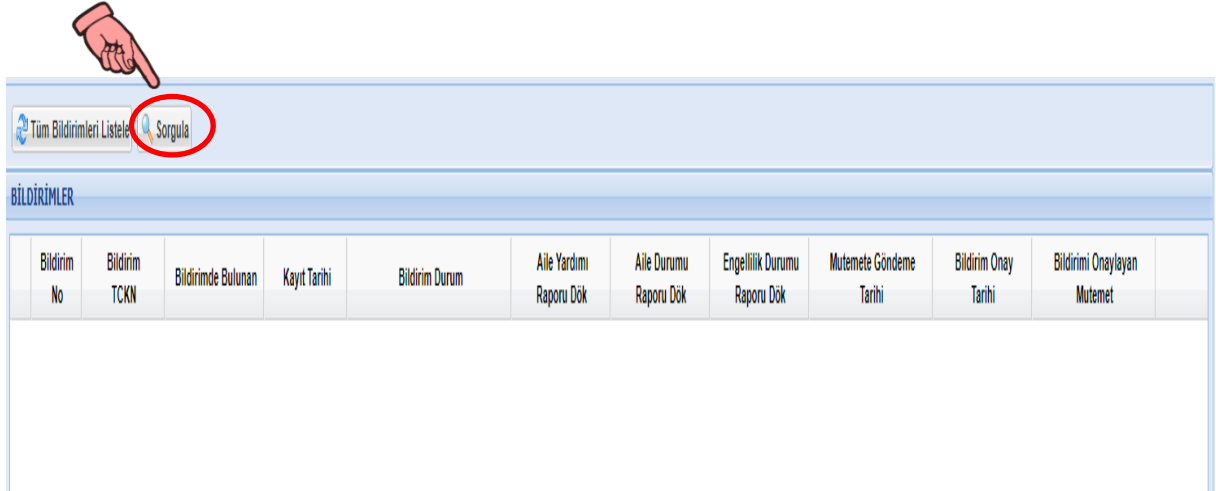 Tüm Bildirimleri Listele Sorgula
BİLDİRİMLER
Bildirim No
Bildirim TCKN
Bildirimde Bulunan
Kayıt Tarihi
Bildirim Durum
Aile Yardımı Raporu Dök
Aile Durumu Raporu Dök
Engellilik Durumu Raporu Dök
Mutemete Göndeme Tarihi
Bildirim Onay Tarihi
Bildirimi Onaylayan Mutemet